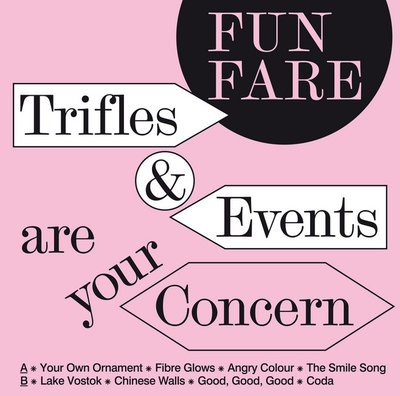 FUN
FARE
Trifles
&
Events
are
your
Concern
A * Your Own Ornament * Fibre Glows * Angry Colour * The Smile Song
B * Lake Vostok * Chinese Walls * Good, Good, Good * Coda